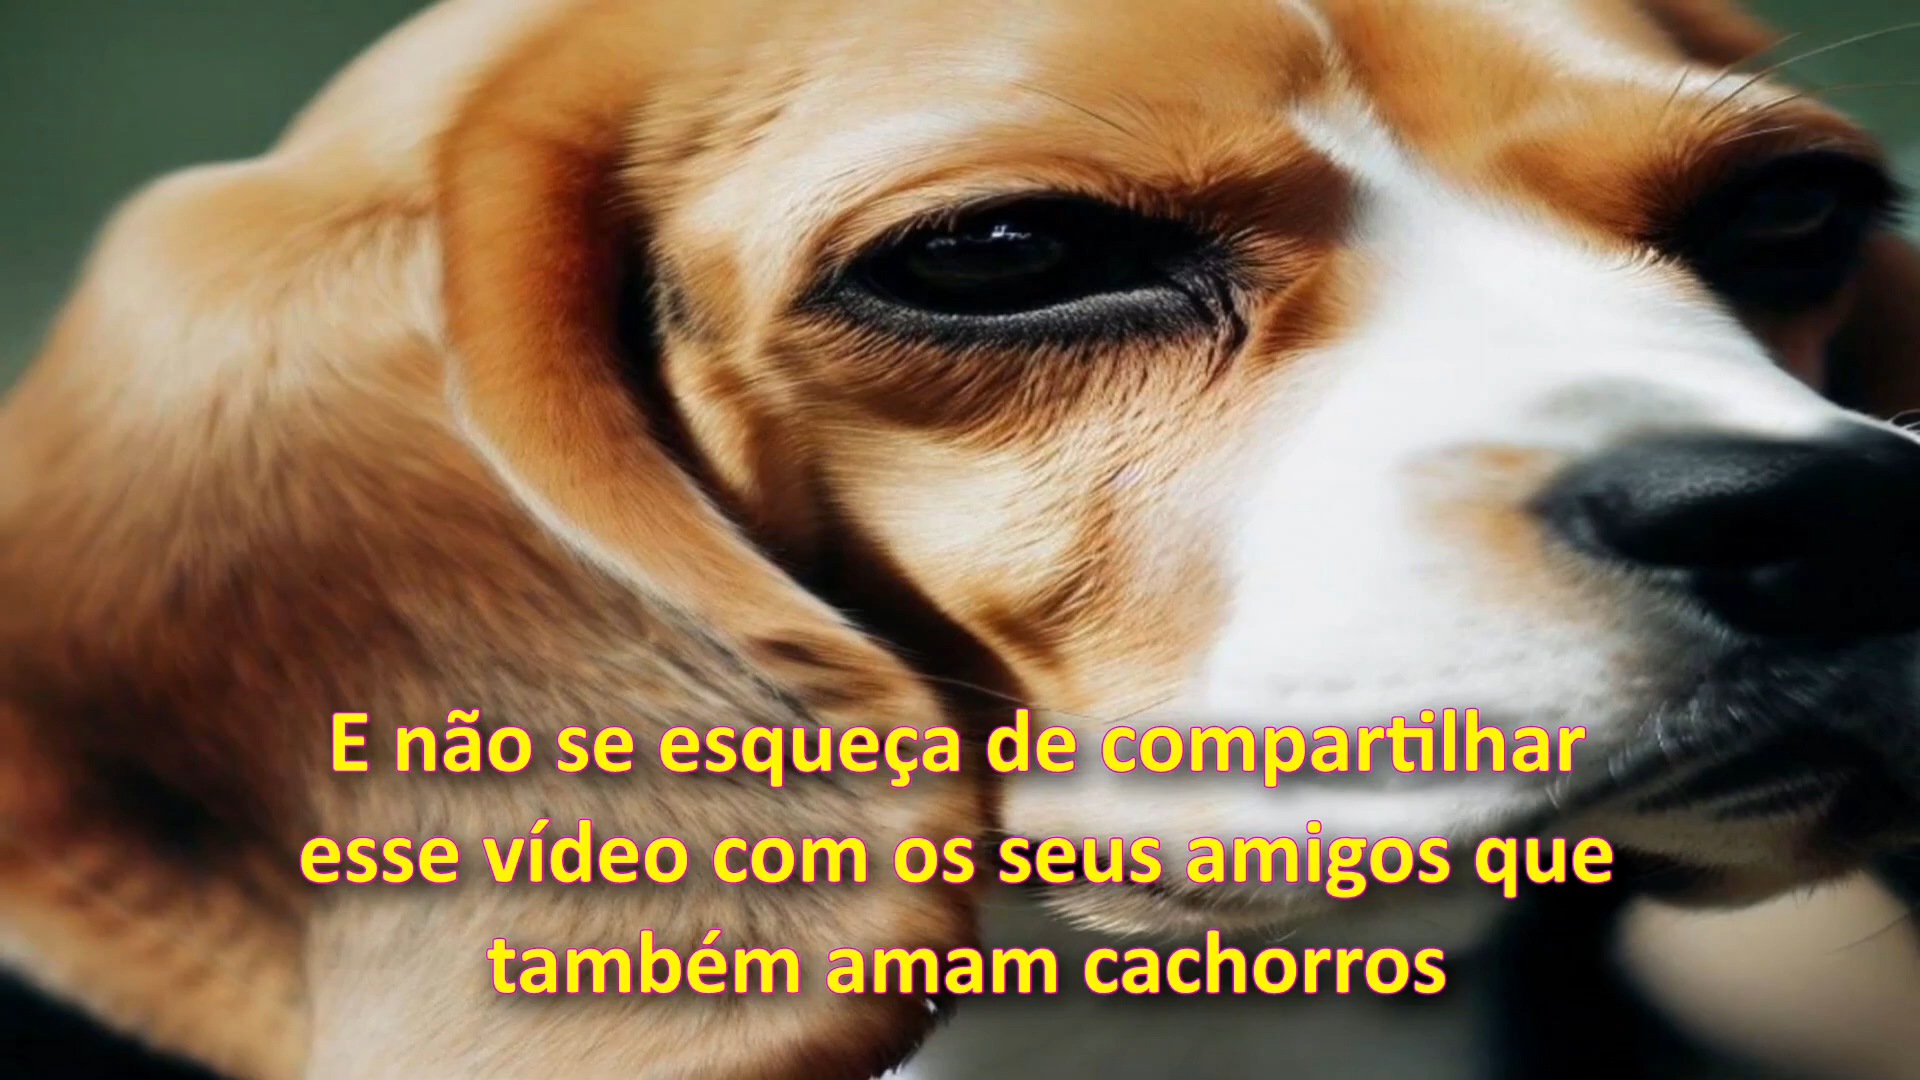 E não se esqueça de compartilhar
esse vídeo com os seus amigos que
também amam cachorros